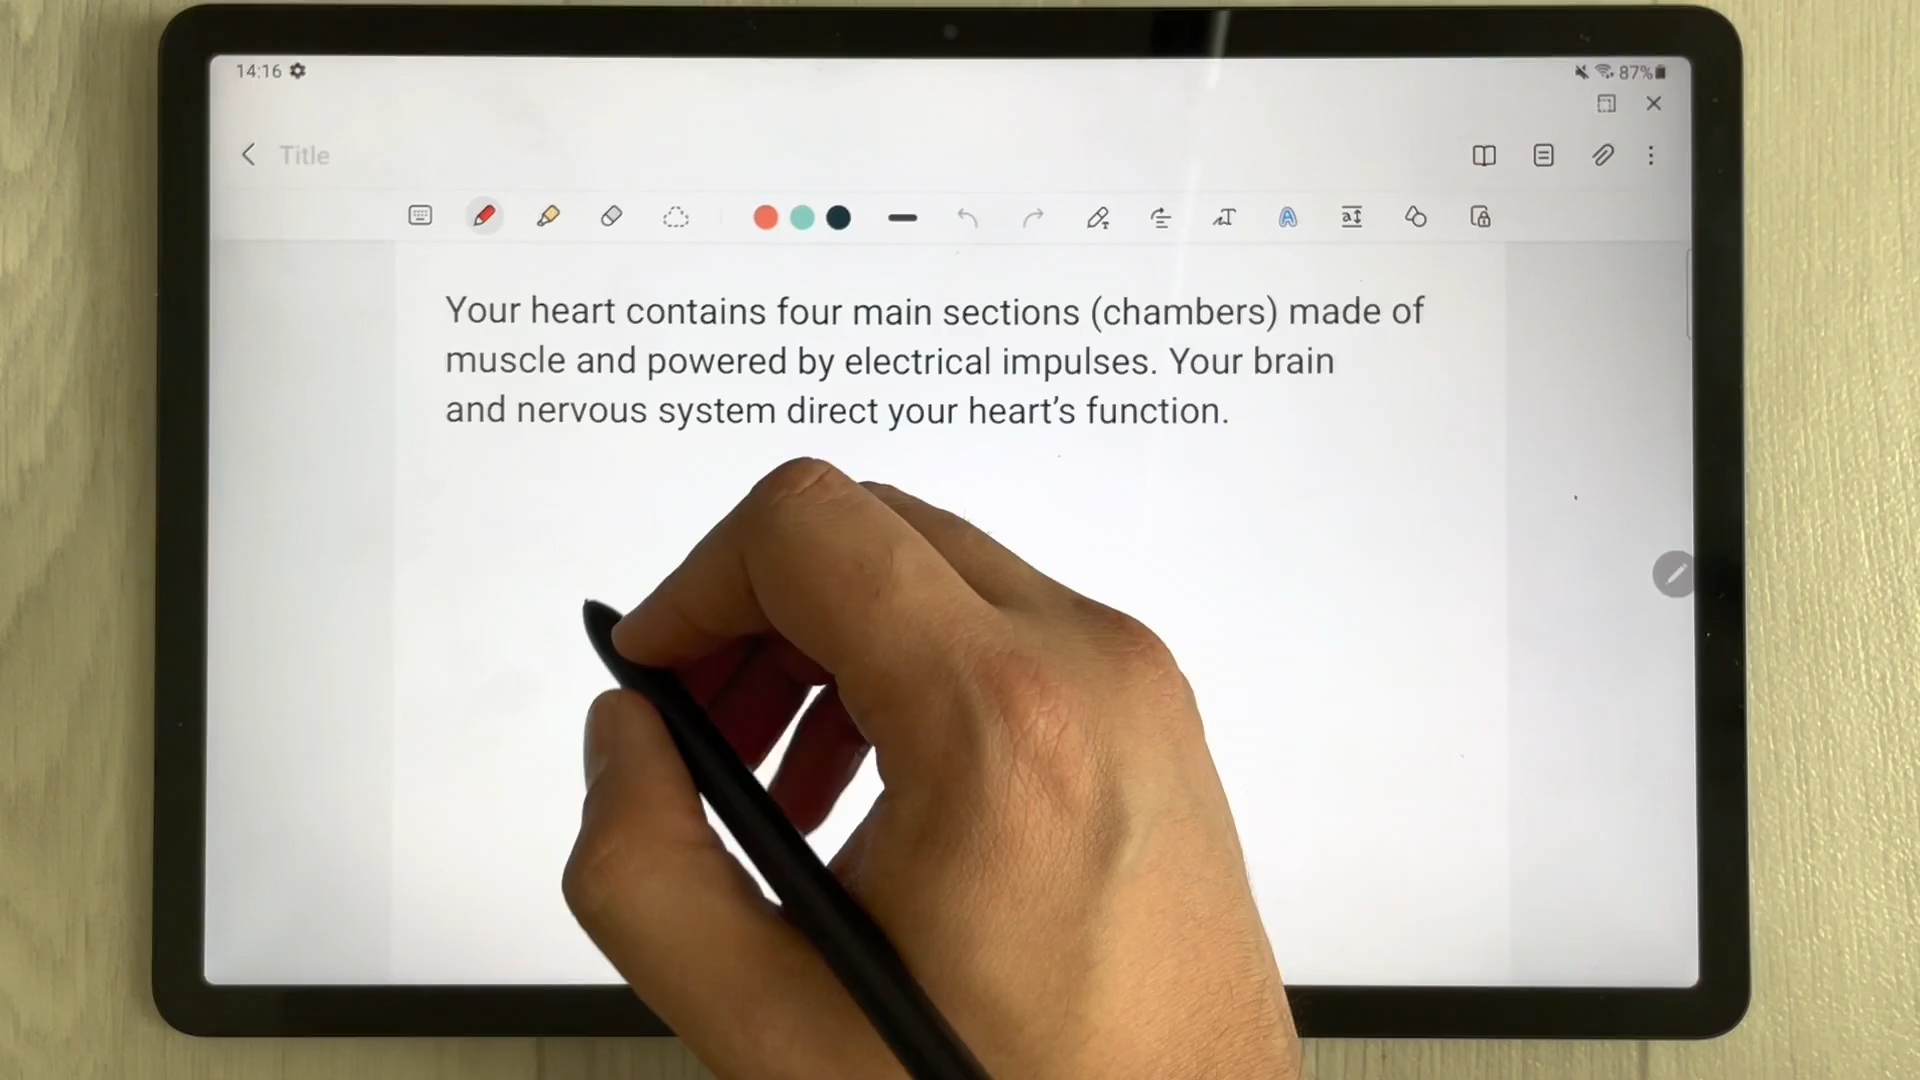 14:16
87%
Title
Your heart contains four main sections (chambers) made of
muscle and powered by electrical impulses. Your brain
and nervous system direct your heart’s function.